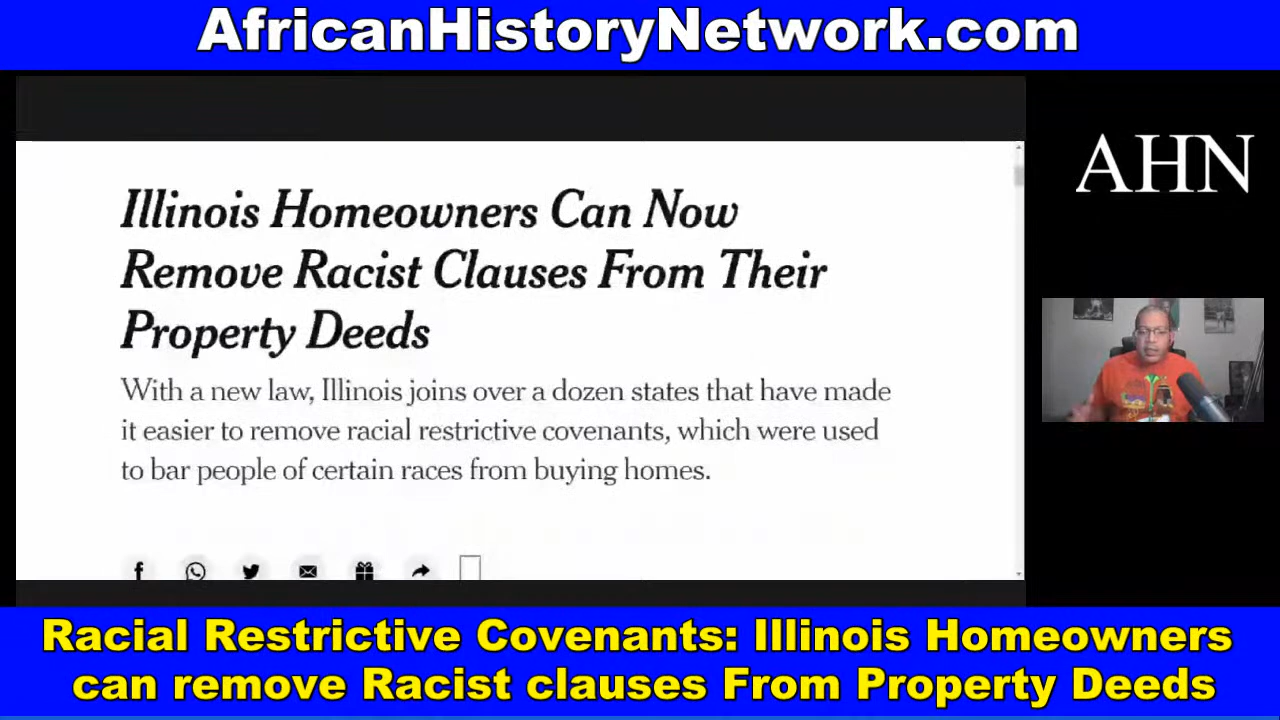 AfricanHistoryNetwork.com
AHN
Illinois Homeowners Can Now
Remove Racist Clauses From Their
Property Deeds
With a new law, Illinois joins over a dozen states that have made
it easier to remove racial restrictive covenants, which were used
to bar people of certain races from buying homes.
Racial Restrictive Covenants: Illinois Homeowners
can remove Racist clauses From Property Deeds